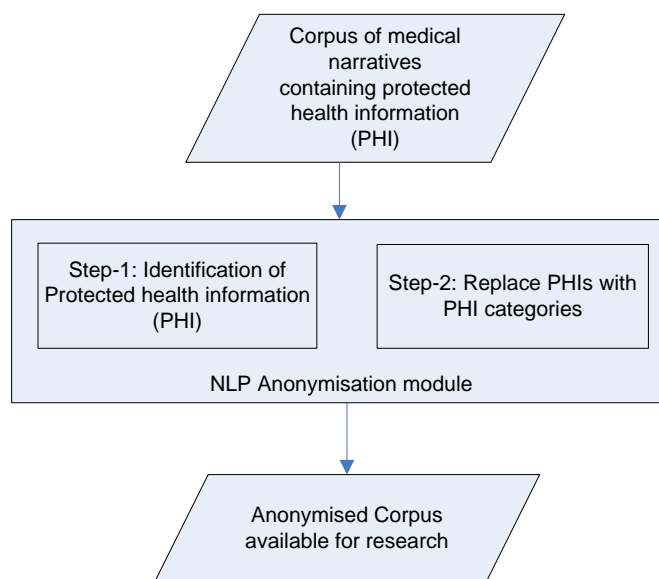 Corpus of medical
narratives
containing protected
health information
(PHI)
Step-1: Identification of
Protected health information
(PHI)
Step-2: Replace PHIs with
PHI categories
NLP Anonymisation module
Anonymised Corpus
available for research